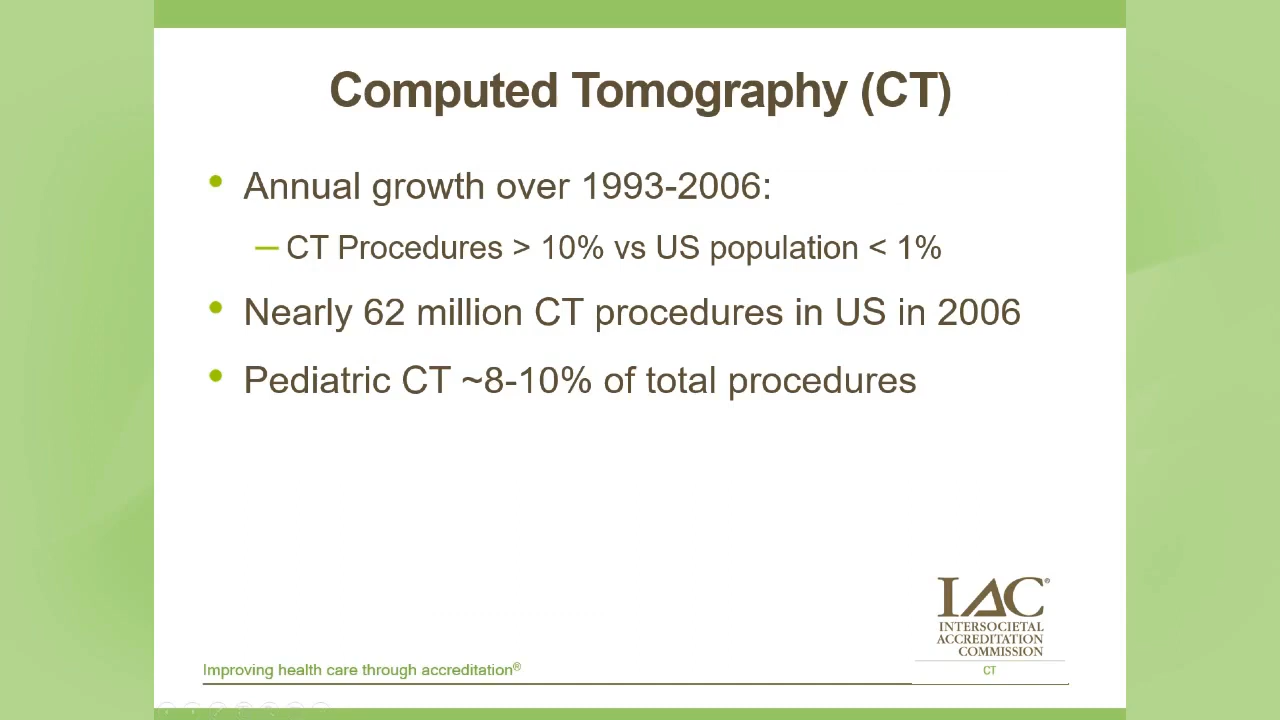 Computed Tomography (CT)
• Annual growth over 1993-2006:
– CT Procedures > 10% vs US population < 1%
• Nearly 62 million CT procedures in US in 2006
• Pediatric CT ~8-10% of total procedures
IAC®
INTERSOCIETAL
ACCREDITATION
COMMISSION
Improving health care through accreditation®
CT